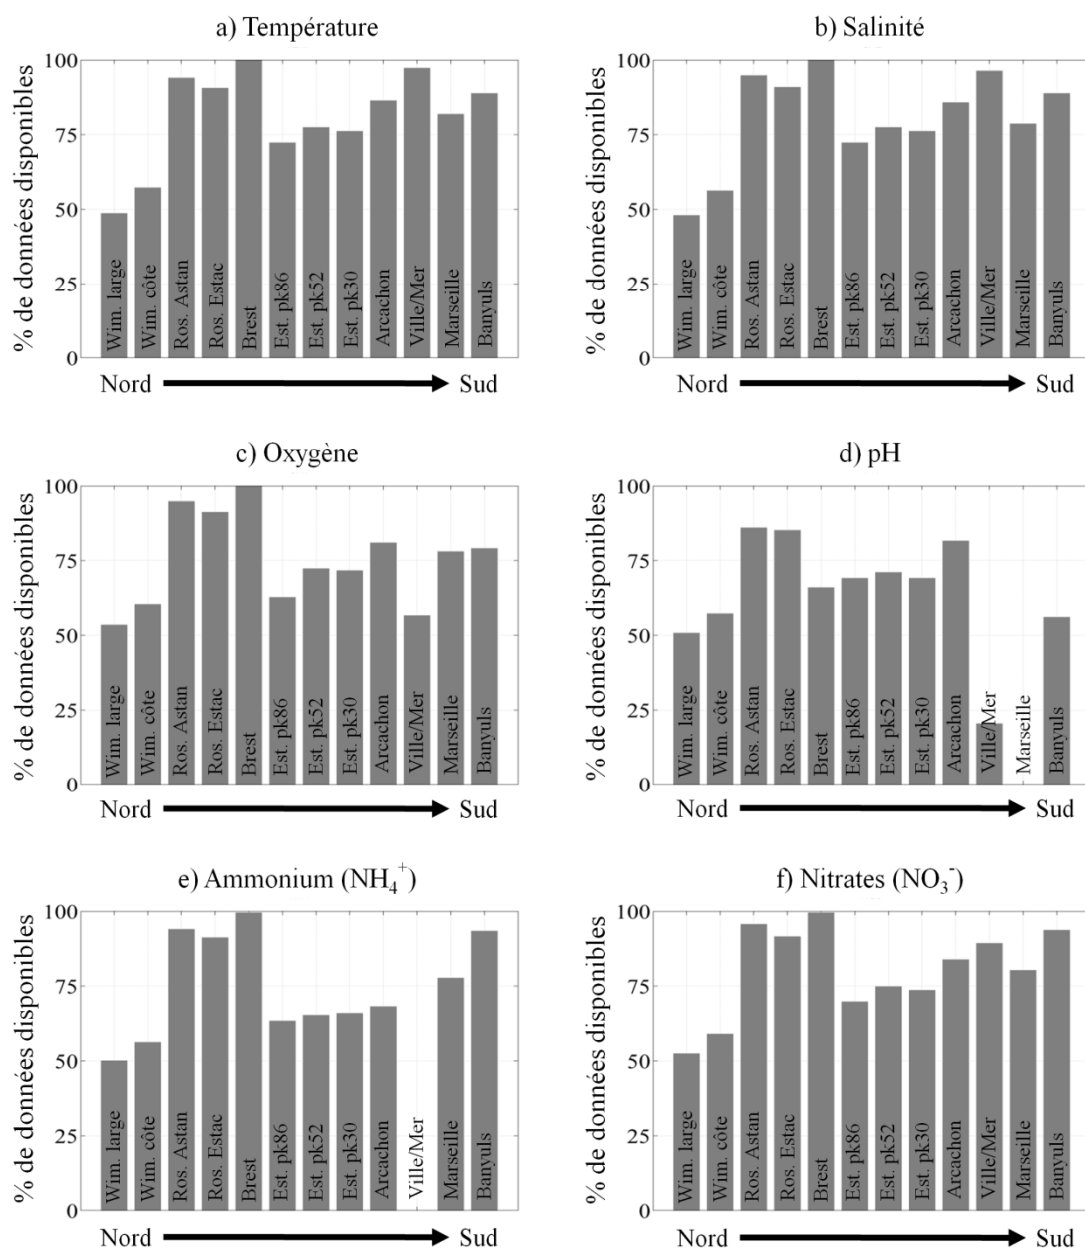 a) Température
% de données disponibles
100
75
50
25
0
Wim. large
Wim. côte
Ros. Astan
Ros. Estac
Brest
Est. pk86
Est. pk52
Est. pk30
Arcachon
Ville/Mer
Marseille
Banyuls
Nord
Sud
b) Salinité
% de données disponibles
100
75
50
25
0
Wim. large
Wim. côte
Ros. Astan
Ros. Estac
Brest
Est. pk86
Est. pk52
Est. pk30
Arcachon
Ville/Mer
Marseille
Banyuls
Nord
Sud
c) Oxygène
% de données disponibles
100
75
50
25
0
Wim. large
Wim. côte
Ros. Astan
Ros. Estac
Brest
Est. pk86
Est. pk52
Est. pk30
Arcachon
Ville/Mer
Marseille
Banyuls
Nord
Sud
d) pH
% de données disponibles
100
75
50
25
0
Wim. large
Wim. côte
Ros. Astan
Ros. Estac
Brest
Est. pk86
Est. pk52
Est. pk30
Arcachon
Ville/Mer
Marseille
Banyuls
Nord
Sud
e) Ammonium (NH₄⁺)
% de données disponibles
100
75
50
25
0
Wim. large
Wim. côte
Ros. Astan
Ros. Estac
Brest
Est. pk86
Est. pk52
Est. pk30
Arcachon
Ville/Mer
Marseille
Banyuls
Nord
Sud
f) Nitrates (NO₃⁻)
% de données disponibles
100
75
50
25
0
Wim. large
Wim. côte
Ros. Astan
Ros. Estac
Brest
Est. pk86
Est. pk52
Est. pk30
Arcachon
Ville/Mer
Marseille
Banyuls
Nord
Sud